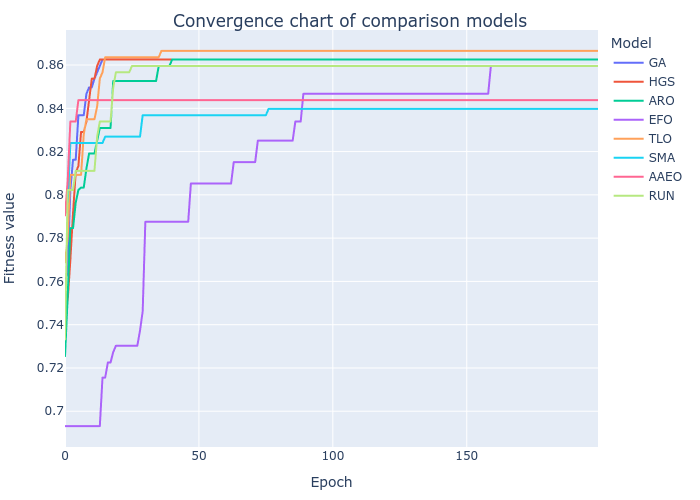 Convergence chart of comparison models
Model
GA
HGS
ARO
EFO
TLO
SMA
AAEO
RUN
Fitness value
0.86
0.84
0.82
0.8
0.78
0.76
0.74
0.72
0.7
0 50 100 150
Epoch